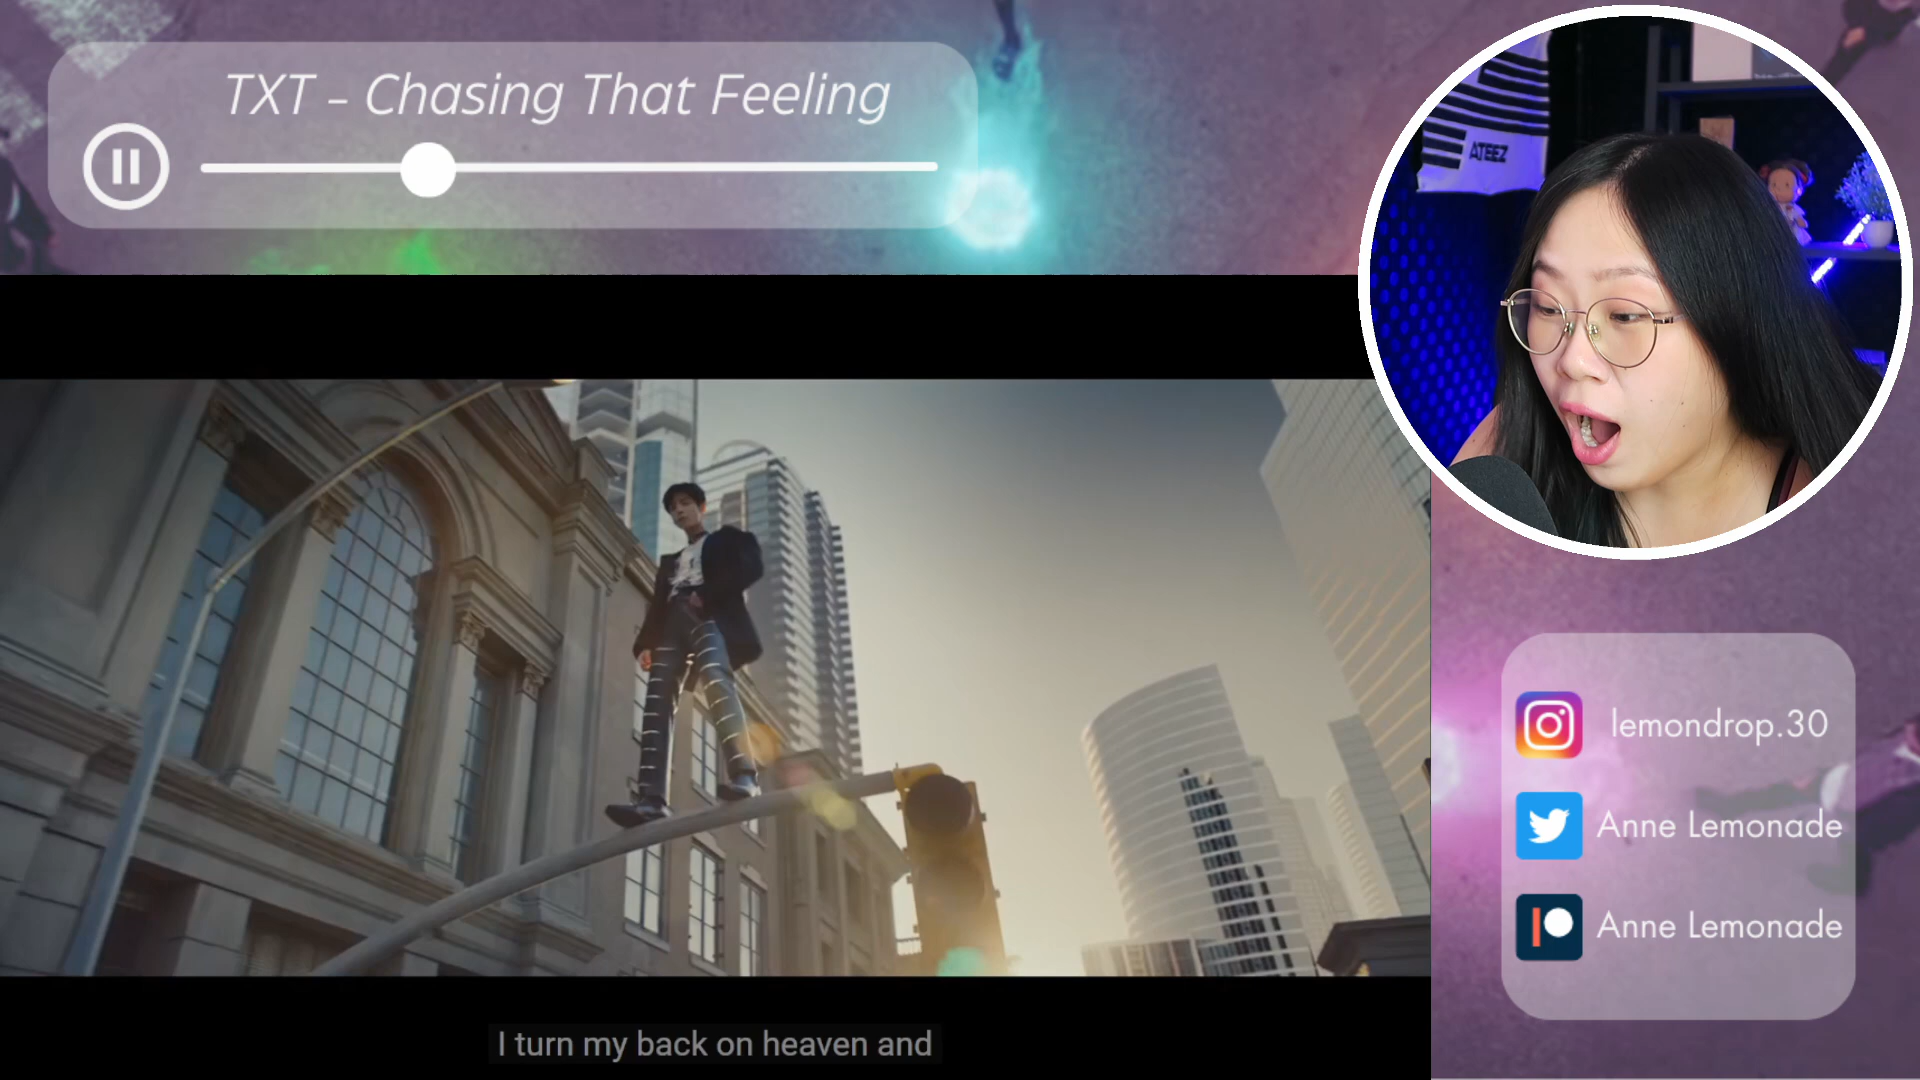 TXT - Chasing That Feeling
ATEEZ
lemondrop.30
Anne Lemonade
Anne Lemonade
I turn my back on heaven and